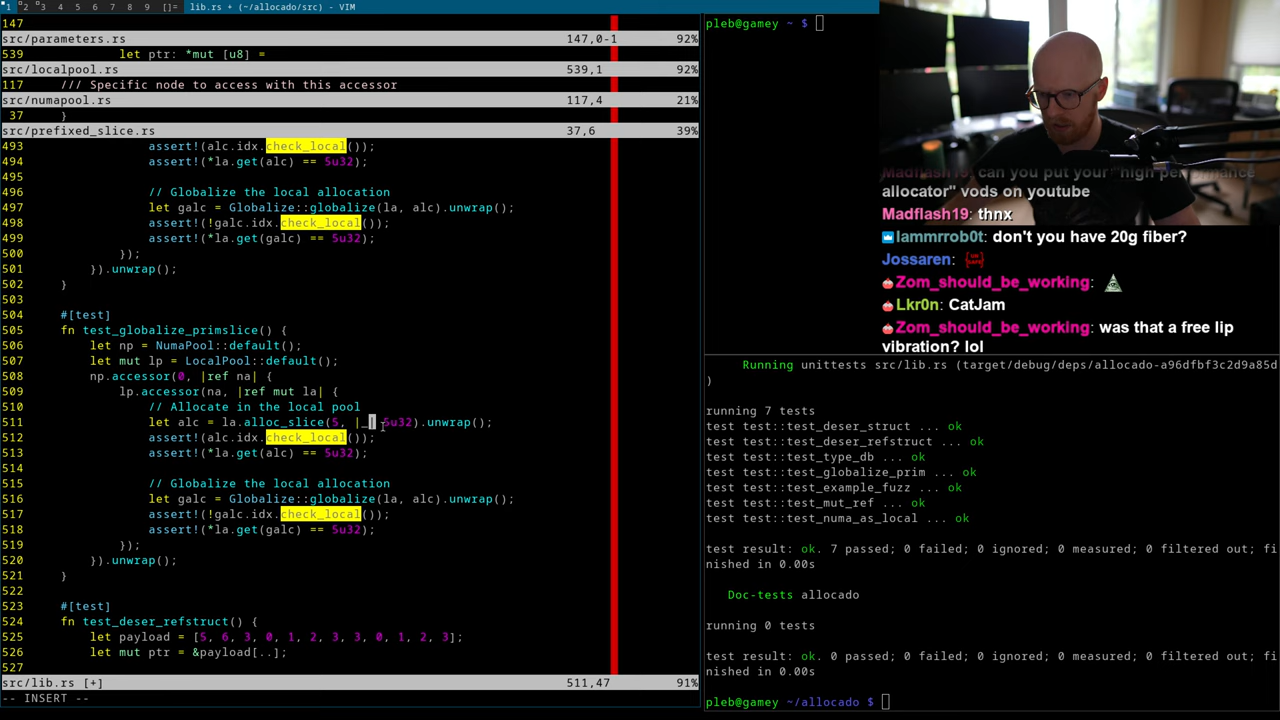 1 2 3 4 5 6 7 8 9 []= lib.rs + (~/allocado/src) - VIM
147
src/parameters.rs 147,0-1 92%
539 let ptr: *mut [u8] =
src/localpool.rs 539,1 92%
117 /// Specific node to access with this accessor
src/numapool.rs 117,4 21%
37 }
src/prefixed_slice.rs 37,6 39%
493 assert!(alc.idx.check_local());
494 assert!(*la.get(alc) == 5u32);
495
496 // Globalize the local allocation
497 let galc = Globalize::globalize(la, alc).unwrap();
498 assert!(!galc.idx.check_local());
499 assert!(*la.get(galc) == 5u32);
500 });
501 }).unwrap();
502 }
503
504 #[test]
505 fn test_globalize_primslice() {
506 let np = NumaPool::default();
507 let mut lp = LocalPool::default();
508 np.accessor(0, |ref na| {
509 lp.accessor(na, |ref mut la| {
510 // Allocate in the local pool
511 let alc = la.alloc_slice(5, |_| 5u32).unwrap();
512 assert!(alc.idx.check_local());
513 assert!(*la.get(alc) == 5u32);
514
515 // Globalize the local allocation
516 let galc = Globalize::globalize(la, alc).unwrap();
517 assert!(!galc.idx.check_local());
518 assert!(*la.get(galc) == 5u32);
519 });
520 }).unwrap();
521 }
522
523 #[test]
524 fn test_deser_refstruct() {
525 let payload = [5, 6, 3, 0, 1, 2, 3, 3, 0, 1, 2, 3];
526 let mut ptr = &payload[..];
527
src/lib.rs [+] 511,47 91%
-- INSERT --
pleb@gamey ~ $
Madflash19: can you put your "high performance
allocator" vods on youtube
Madflash19: thnx
Iammrrob0t: don't you have 20g fiber?
Jossaren:
Zom_should_be_working:
Lkr0n: CatJam
Zom_should_be_working: was that a free lip
vibration? lol
Running unittests src/lib.rs (target/debug/deps/allocado-a96dfbf3c2d9a85d
)
running 7 tests
test test::test_deser_struct ... ok
test test::test_deser_refstruct ... ok
test test::test_type_db ... ok
test test::test_globalize_prim ... ok
test test::test_example_fuzz ... ok
test test::test_mut_ref ... ok
test test::test_numa_as_local ... ok
test result: ok. 7 passed; 0 failed; 0 ignored; 0 measured; 0 filtered out; fi
nished in 0.00s
Doc-tests allocado
running 0 tests
test result: ok. 0 passed; 0 failed; 0 ignored; 0 measured; 0 filtered out; fi
nished in 0.00s
pleb@gamey ~/allocado $